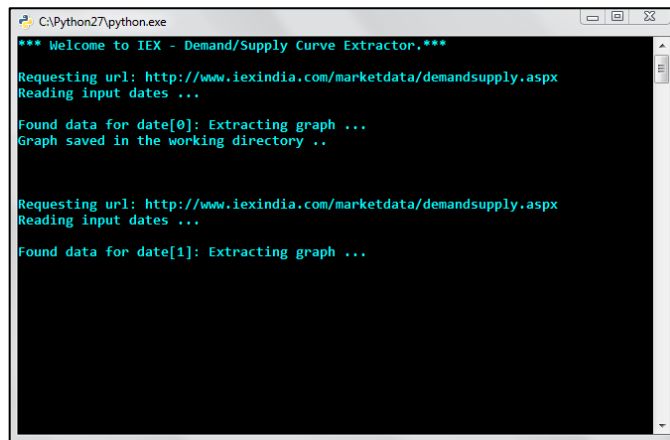 C:\Python27\python.exe
*** Welcome to IEX - Demand/Supply Curve Extractor.***
Requesting url: http://www.iexindia.com/marketdata/demandsupply.aspx
Reading input dates ...
Found data for date[0]: Extracting graph ...
Graph saved in the working directory ..
Requesting url: http://www.iexindia.com/marketdata/demandsupply.aspx
Reading input dates ...
Found data for date[1]: Extracting graph ...